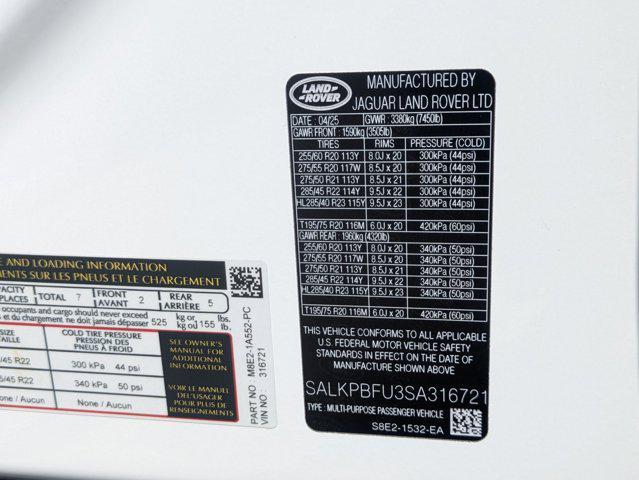 LAND ROVER
MANUFACTURED BY
JAGUAR LAND ROVER LTD
DATE : 04/25 GVWR : 3380kg (7450lb)
GAWR FRONT : 1590kg (3505lb)
TIRES RIMS PRESSURE (COLD)
255/60 R20 113Y 8.0J x 20 300kPa (44psi)
275/55 R20 117W 8.5J x 20 300kPa (44psi)
275/50 R21 113Y 8.5J x 21 300kPa (44psi)
285/45 R22 114Y 9.5J x 22 300kPa (44psi)
HL285/40 R23 115Y 9.5J x 23 300kPa (44psi)
T195/75 R20 116M 6.0J x 20 420kPa (60psi)
GAWR REAR : 1960kg (4320lb)
255/60 R20 113Y 8.0J x 20 340kPa (50psi)
275/55 R20 117W 8.5J x 20 340kPa (50psi)
275/50 R21 113Y 8.5J x 21 340kPa (50psi)
285/45 R22 114Y 9.5J x 22 340kPa (50psi)
HL285/40 R23 115Y 9.5J x 23 340kPa (50psi)
T195/75 R20 116M 6.0J x 20 420kPa (60psi)
THIS VEHICLE CONFORMS TO ALL APPLICABLE
U.S. FEDERAL MOTOR VEHICLE SAFETY
STANDARDS IN EFFECT ON THE DATE OF
MANUFACTURE SHOWN ABOVE.
SALKPBFU3SA316721
TYPE: MULTI-PURPOSE PASSENGER VEHICLE
S8E2-1532-EA
E AND LOADING INFORMATION
EMENTS SUR LES PNEUS ET LE CHARGEMENT
PACITY TOTAL 7 FRONT 2 REAR 5
PLACES AVANT ARRIÈRE
occupants and cargo should never exceed 525 kg or 155 lbs.
et du chargement ne doit jamais dépasser kg ou lb.
SIZE COLD TIRE PRESSURE
PRESSION DES
PNEUS À FROID
/45 R22 300 kPa 44 psi
/45 R22 340 kPa 50 psi
None / Aucun None / Aucun
SEE OWNER'S
MANUAL FOR
ADDITIONAL
INFORMATION
VOIR LE MANUEL
DE L'USAGER
POUR PLUS DE
RENSEIGNEMENTS
PART NO : M8E2-1A552-PC
VIN NO : 316721